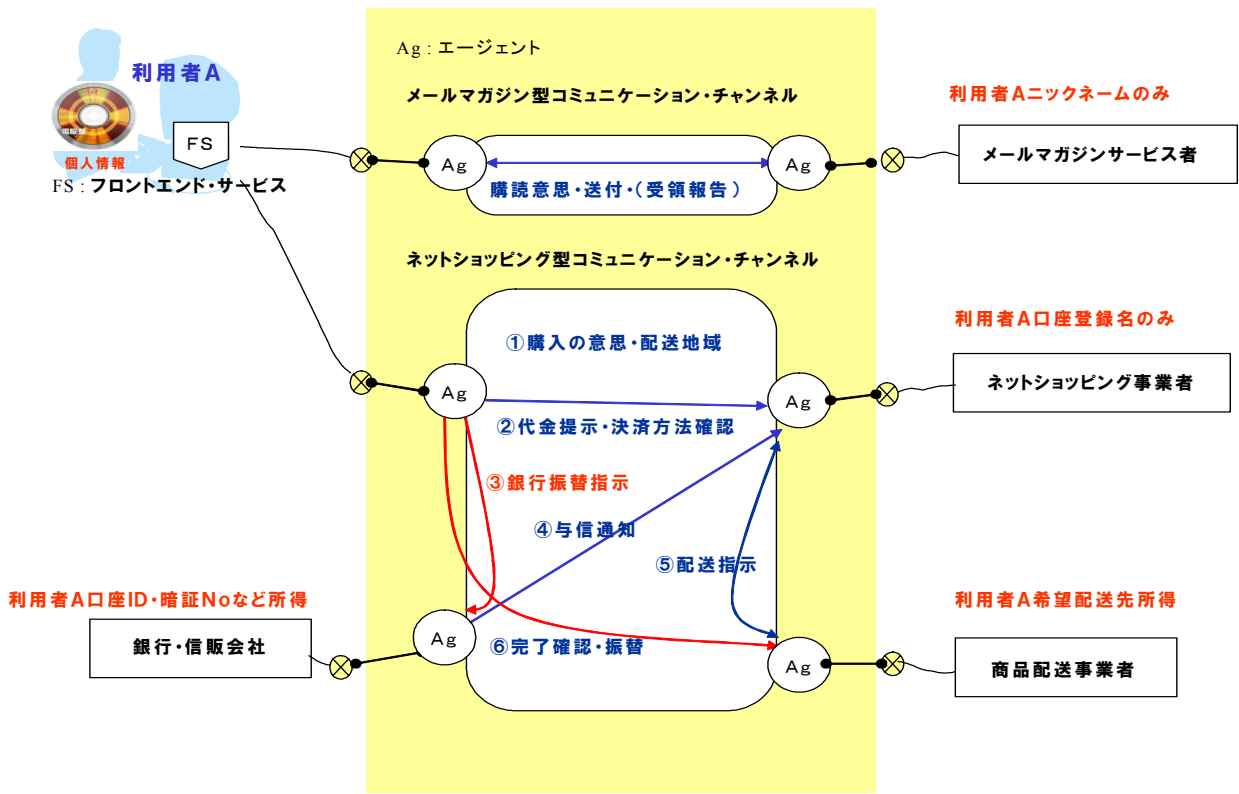 Ag : エージェント
利用者A
メールマガジン型コミュニケーション・チャンネル
利用者Aニックネームのみ
FS
個人情報
FS : フロントエンド・サービス
Ag
Ag
メールマガジンサービス者
購読意思・送付・(受領報告)
ネットショッピング型コミュニケーション・チャンネル
利用者A口座登録名のみ
①購入の意思・配送地域
Ag
Ag
ネットショッピング事業者
②代金提示・決済方法確認
③銀行振替指示
④与信通知
⑤配送指示
利用者A口座ID・暗証Noなど所得
利用者A希望配送先所得
銀行・信販会社
Ag
⑥完了確認・振替
Ag
商品配送事業者